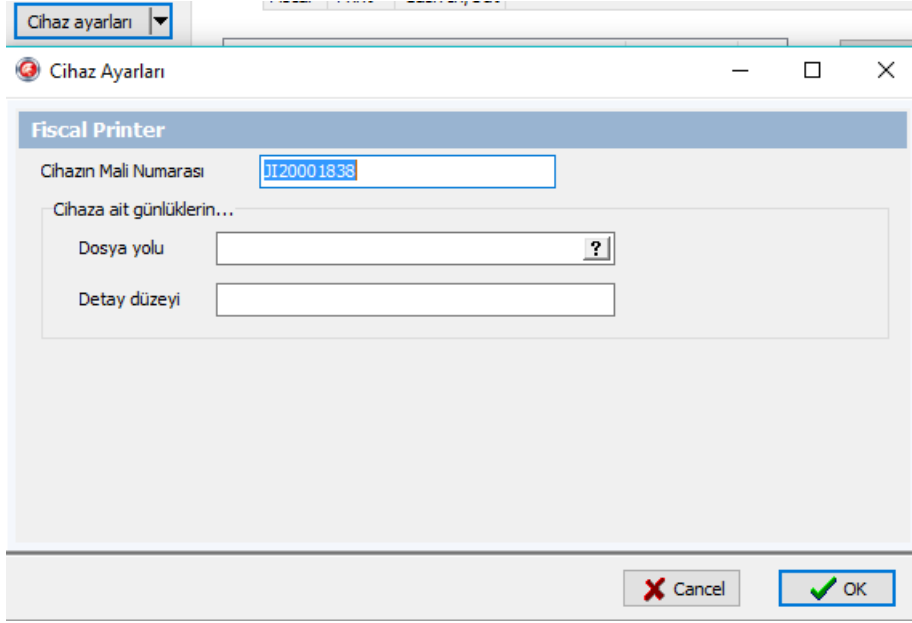 Cihaz ayarları
Cihaz Ayarları
Fiscal Printer
Cihazın Mali Numarası JI20001838
Cihaza ait günlüklerin...
Dosya yolu ?
Detay düzeyi
Cancel OK